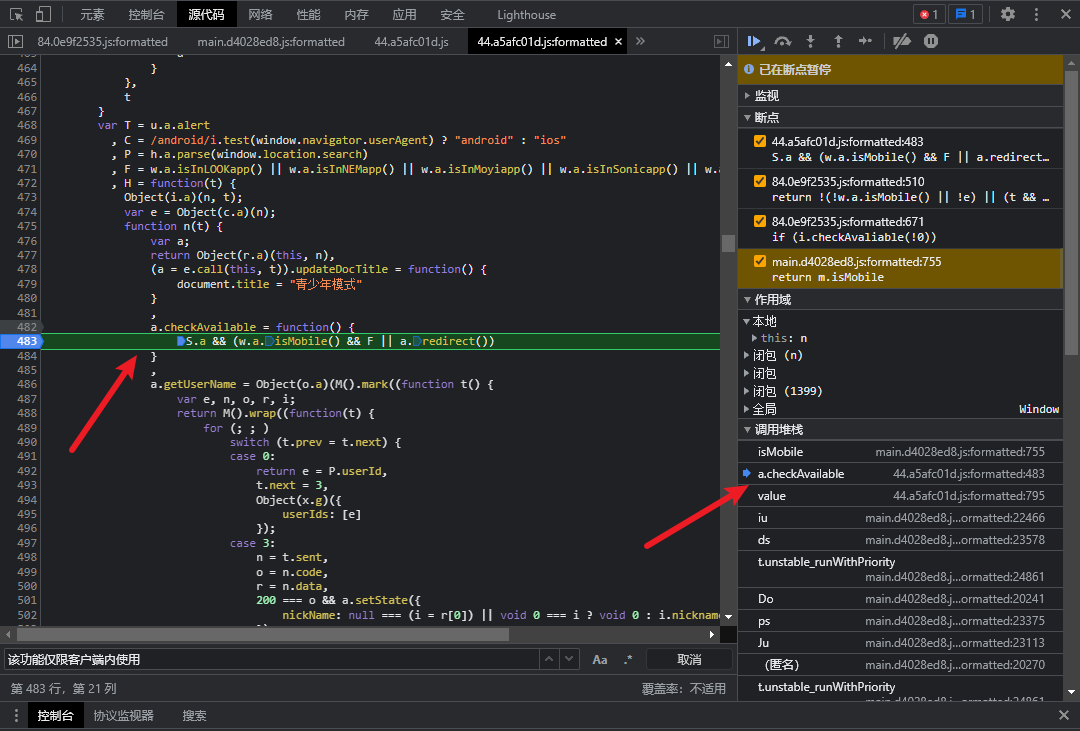 元素 控制台 源代码 网络 性能 内存 应用 安全 Lighthouse 1 1
84.0e9f2535.js:formatted main.d4028ed8.js:formatted 44.a5afc01d.js 44.a5afc01d.js:formatted × »
464 }
465 },
466 t
467 }
468 var T = u.a.alert
469 , C = /android/i.test(window.navigator.userAgent) ? "android" : "ios"
470 , P = h.a.parse(window.location.search)
471 , F = w.a.isInLOOKapp() || w.a.isInNEMapp() || w.a.isInMoyiapp() || w.a.isInSonicapp() || w.a
472 , H = function(t) {
473 Object(i.a)(n, t);
474 var e = Object(c.a)(n);
475 function n(t) {
476 var a;
477 return Object(r.a)(this, n),
478 (a = e.call(this, t)).updateDocTitle = function() {
479 document.title = "青少年模式"
480 }
481 ,
482 a.checkAvailable = function() {
483 S.a && (w.a.isMobile() && F || a.redirect())
484 }
485 ,
486 a.getUserName = Object(o.a)(M().mark((function t() {
487 var e, n, o, r, i;
488 return M().wrap((function(t) {
489 for (; ; )
490 switch (t.prev = t.next) {
491 case 0:
492 return e = P.userId,
493 t.next = 3,
494 Object(x.g)({
495 userIds: [e]
496 });
497 case 3:
498 n = t.sent,
499 o = n.code,
500 r = n.data,
501 200 === o && a.setState({
502 nickName: null === (i = r[0]) || void 0 === i ? void 0 : i.nickname
该功能仅限客户端内使用 Aa .* 取消
第 483 行，第 21 列 覆盖率：不适用
控制台 协议监视器 搜索
已在断点暂停
监视
断点
44.a5afc01d.js:formatted:483
S.a && (w.a.isMobile() && F || a.redirect…
84.0e9f2535.js:formatted:510
return !(!w.a.isMobile() || !e) || (t && …
84.0e9f2535.js:formatted:671
if (i.checkAvaliable(!0))
main.d4028ed8.js:formatted:755
return m.isMobile
作用域
本地
this: n
闭包 (n)
闭包
闭包 (1399)
全局 Window
调用堆栈
isMobile main.d4028ed8.js:formatted:755
a.checkAvailable 44.a5afc01d.js:formatted:483
value 44.a5afc01d.js:formatted:795
iu main.d4028ed8.j…ormatted:22466
ds main.d4028ed8.j…ormatted:23578
t.unstable_runWithPriority
main.d4028ed8.j…ormatted:24861
Do main.d4028ed8.j…ormatted:20241
ps main.d4028ed8.j…ormatted:23375
Ju main.d4028ed8.j…ormatted:23113
（匿名） main.d4028ed8.j…ormatted:20270
t.unstable_runWithPriority